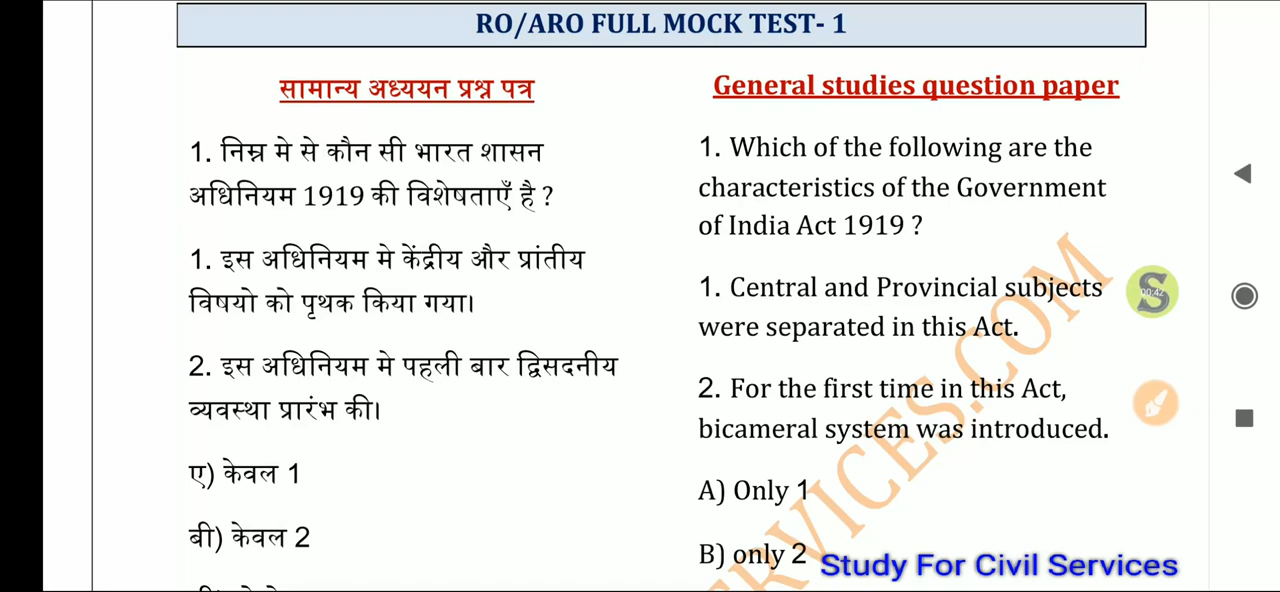 RO/ARO FULL MOCK TEST- 1
सामान्य अध्ययन प्रश्न पत्र
1. निम्न मे से कौन सी भारत शासन
अधिनियम 1919 की विशेषताएँ है ?
1. इस अधिनियम मे केंद्रीय और प्रांतीय
विषयो को पृथक किया गया।
2. इस अधिनियम मे पहली बार द्विसदनीय
व्यवस्था प्रारंभ की।
ए) केवल 1
बी) केवल 2
General studies question paper
1. Which of the following are the
characteristics of the Government
of India Act 1919 ?
1. Central and Provincial subjects
were separated in this Act.
2. For the first time in this Act,
bicameral system was introduced.
A) Only 1
B) only 2
Study For Civil Services
RVICES.COM
S
00:42